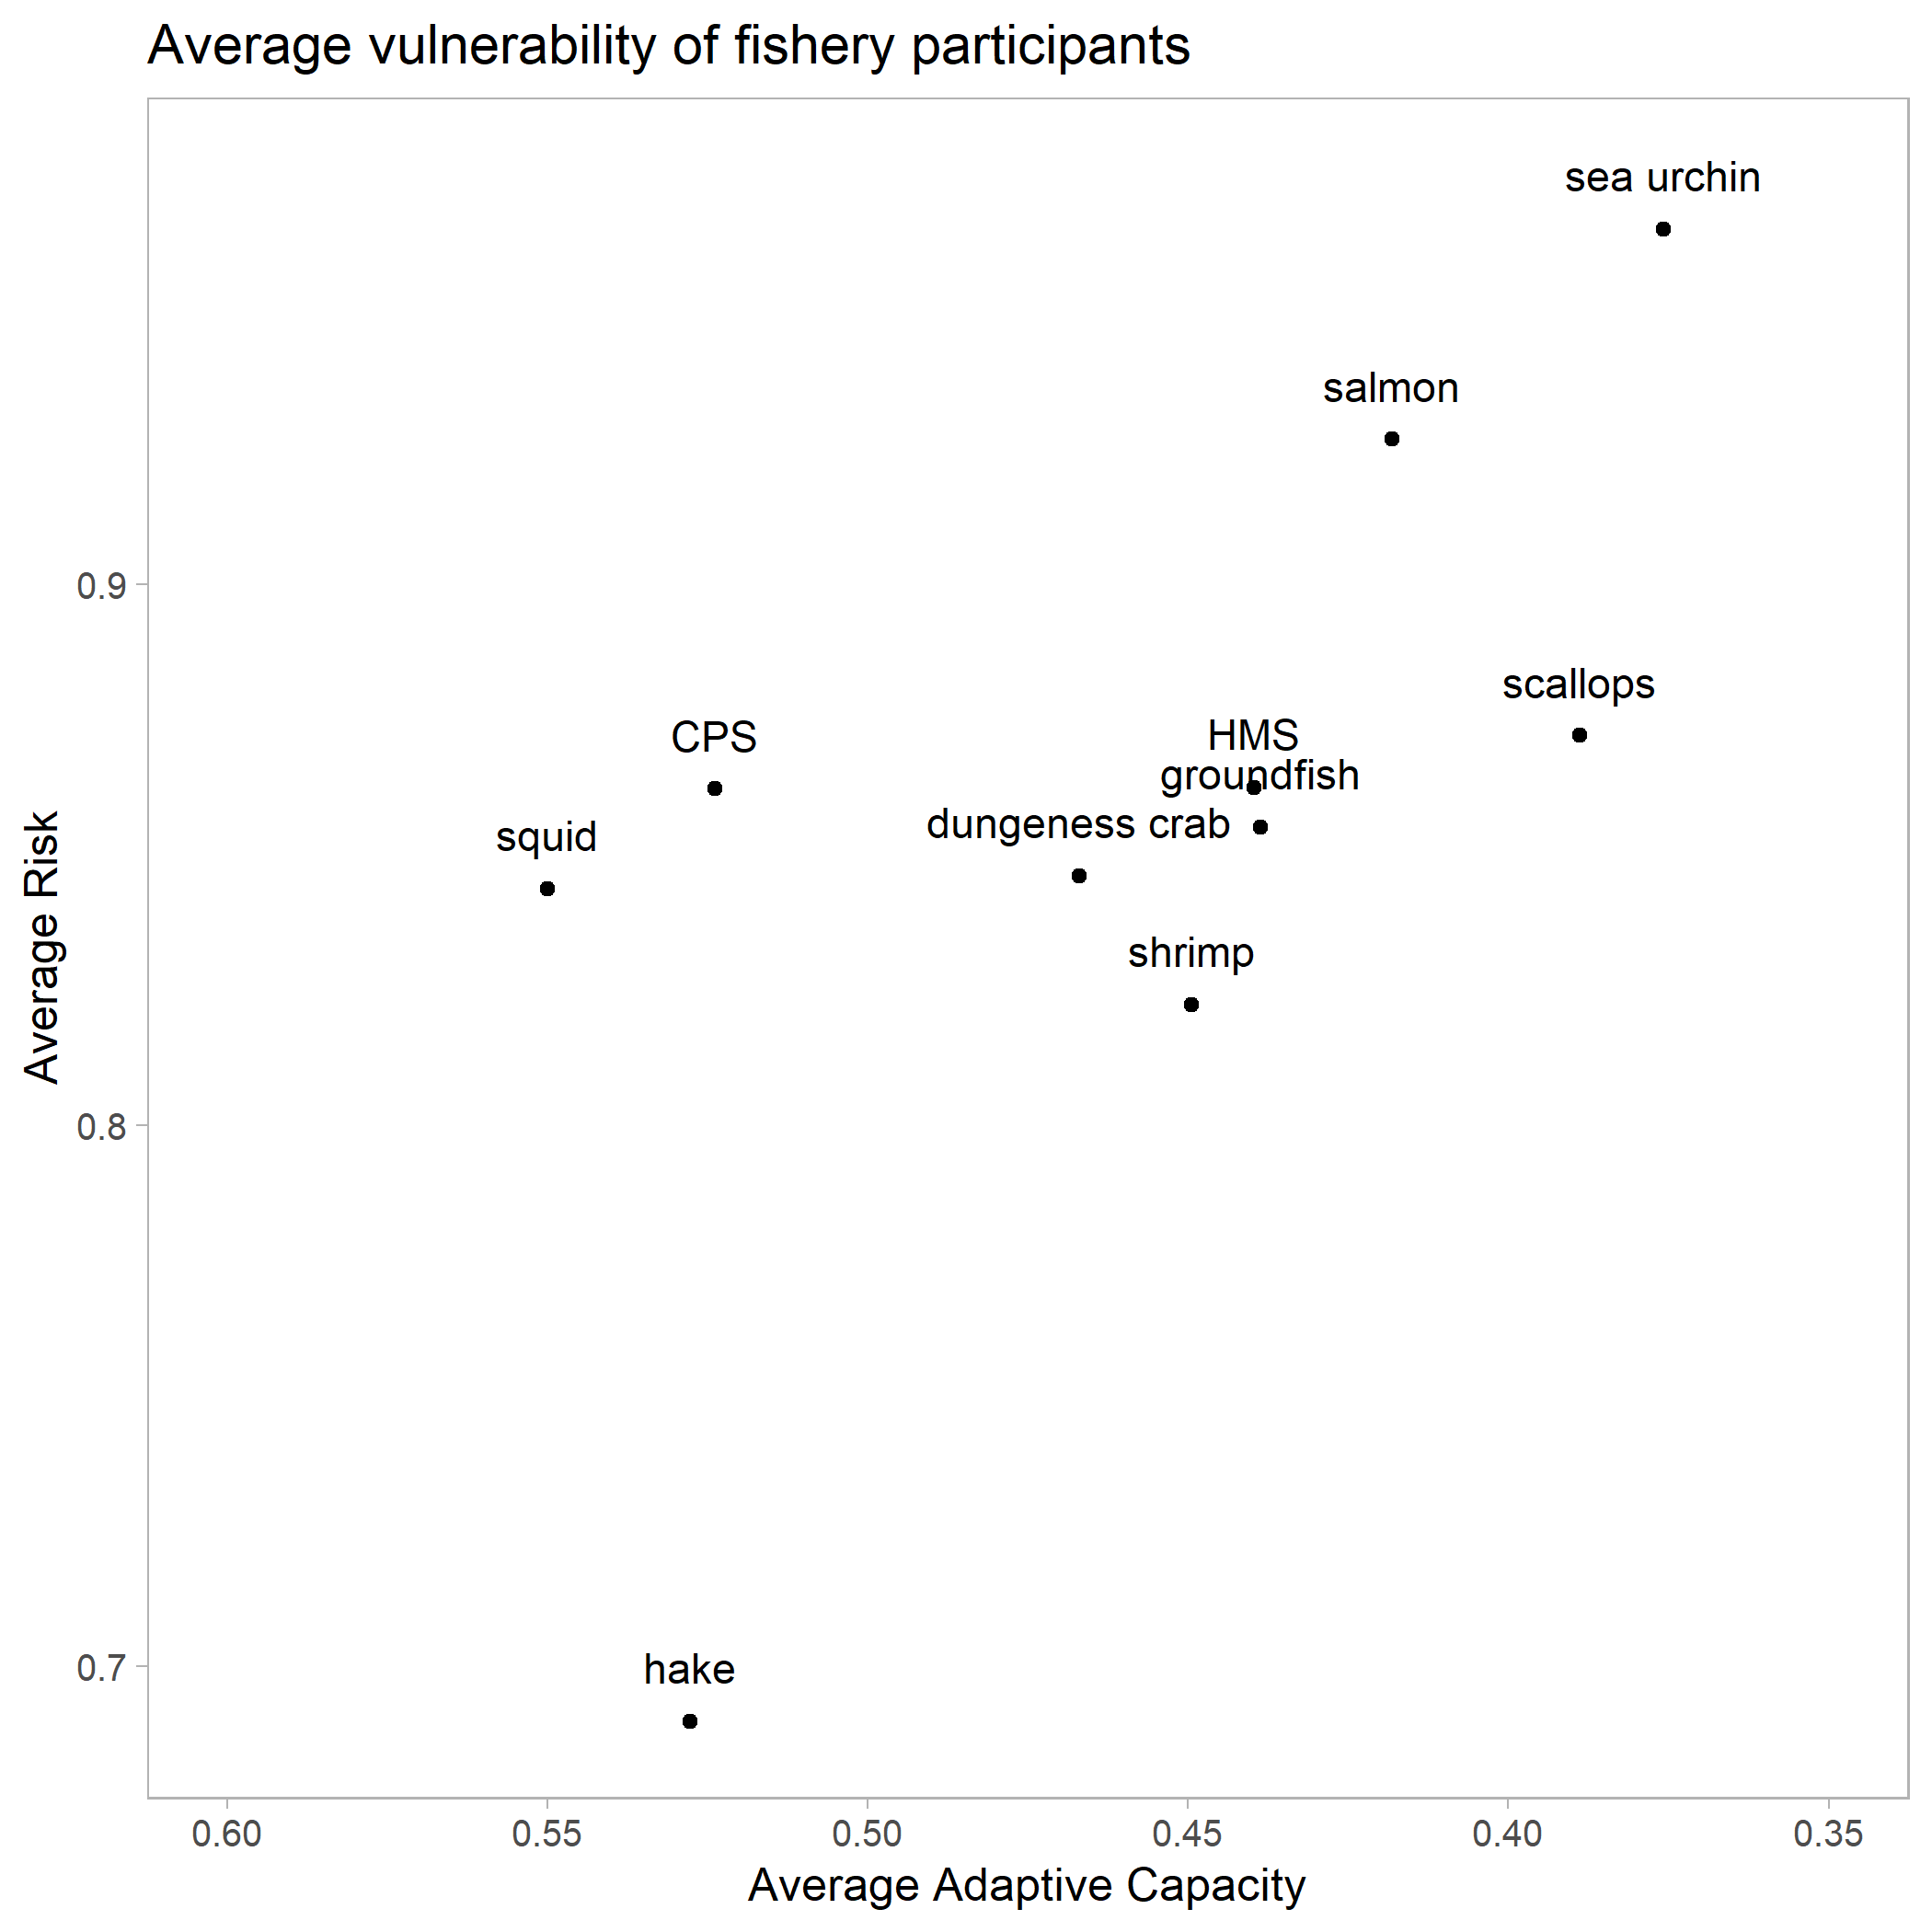 Average vulnerability of fishery participants
sea urchin
salmon
0.9
scallops
CPS
HMS
groundfish
dungeness crab
squid
Average Risk
shrimp
0.8
0.7
hake
0.60
0.55
0.50
0.45
0.40
0.35
Average Adaptive Capacity